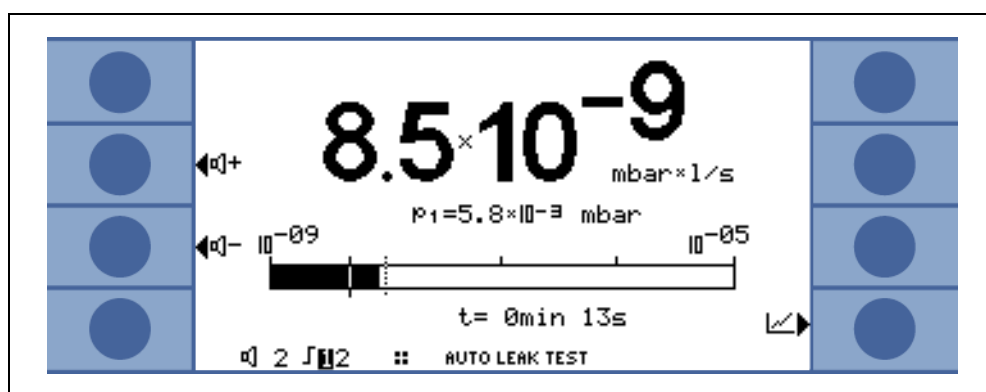 8.5×10⁻⁹
mbar×l/s
+
p1=5.8×10⁻³ mbar
-
10⁻⁰⁹ 10⁻⁰⁵
t= 0min 13s
2 12 AUTO LEAK TEST